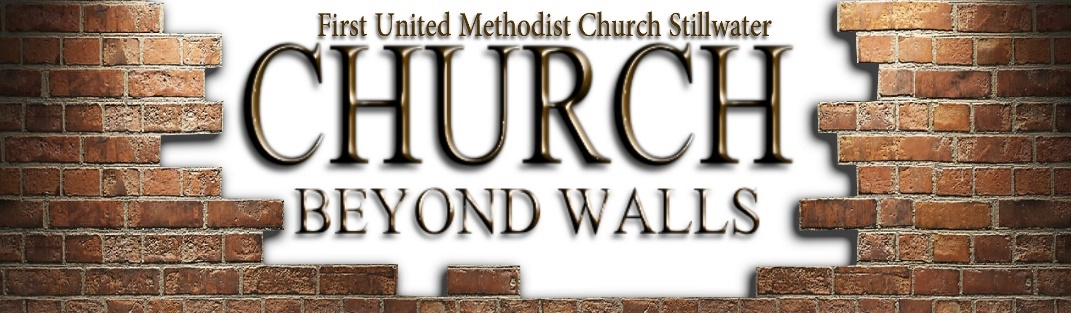 First United Methodist Church Stillwater
CHURCH
BEYOND WALLS